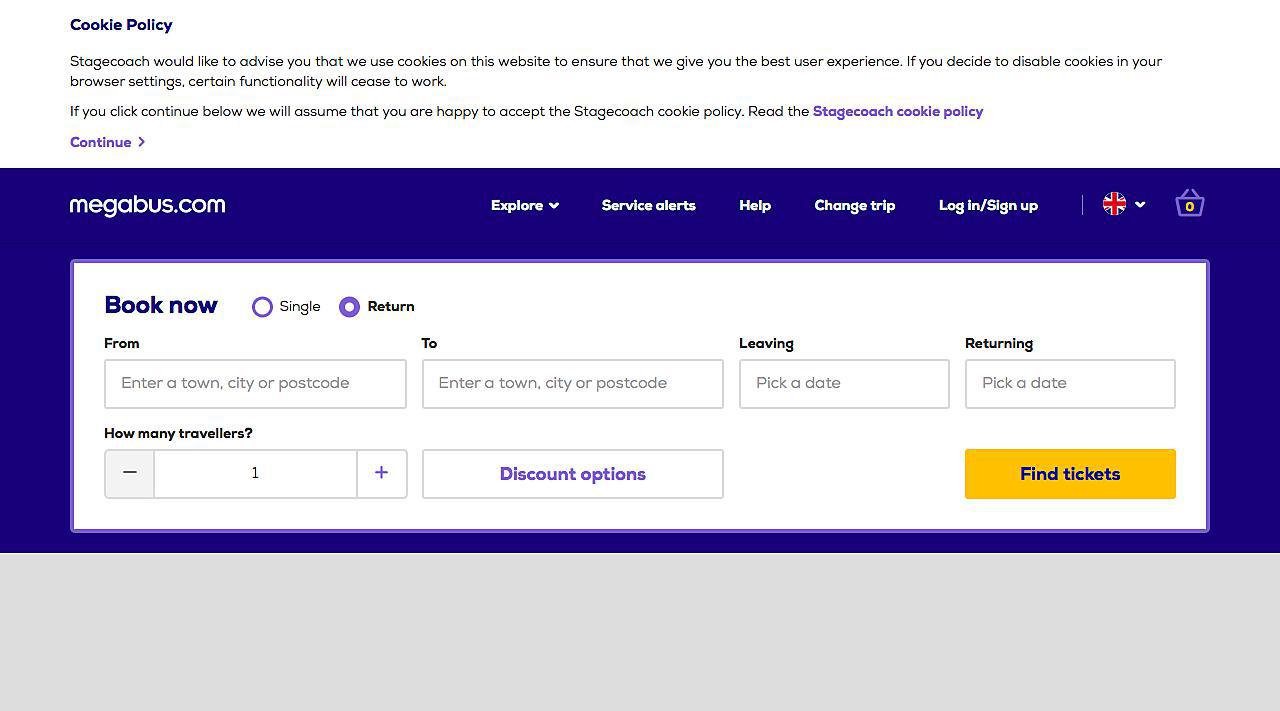 Cookie Policy
Stagecoach would like to advise you that we use cookies on this website to ensure that we give you the best user experience. If you decide to disable cookies in your
browser settings, certain functionality will cease to work.
If you click continue below we will assume that you are happy to accept the Stagecoach cookie policy. Read the Stagecoach cookie policy
Continue
megabus.com Explore Service alerts Help Change trip Log in/Sign up 0
Book now Single Return
From To Leaving Returning
Enter a town, city or postcode Enter a town, city or postcode Pick a date Pick a date
How many travellers?
− 1 + Discount options Find tickets